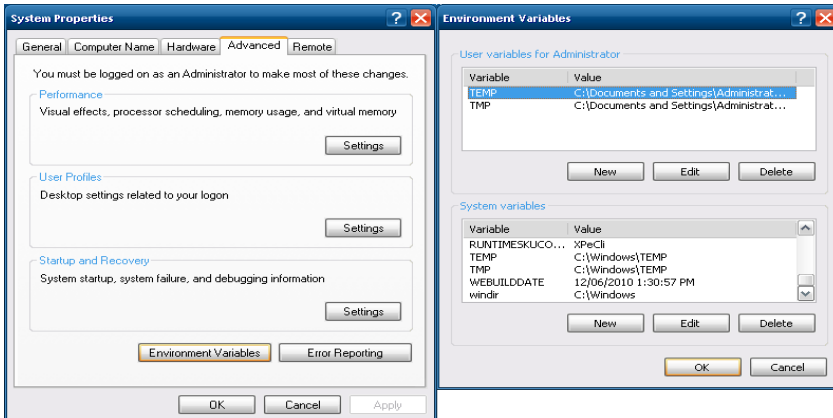 System Properties
General Computer Name Hardware Advanced Remote
You must be logged on as an Administrator to make most of these changes.
Performance
Visual effects, processor scheduling, memory usage, and virtual memory
Settings
User Profiles
Desktop settings related to your logon
Settings
Startup and Recovery
System startup, system failure, and debugging information
Settings
Environment Variables Error Reporting
OK Cancel Apply
Environment Variables
User variables for Administrator
Variable Value
TEMP C:\Documents and Settings\Administrat...
TMP C:\Documents and Settings\Administrat...
New Edit Delete
System variables
Variable Value
RUNTIMESKUCO... XPeCli
TEMP C:\Windows\TEMP
TMP C:\Windows\TEMP
WEBUILDDATE 12/06/2010 1:30:57 PM
windir C:\Windows
New Edit Delete
OK Cancel